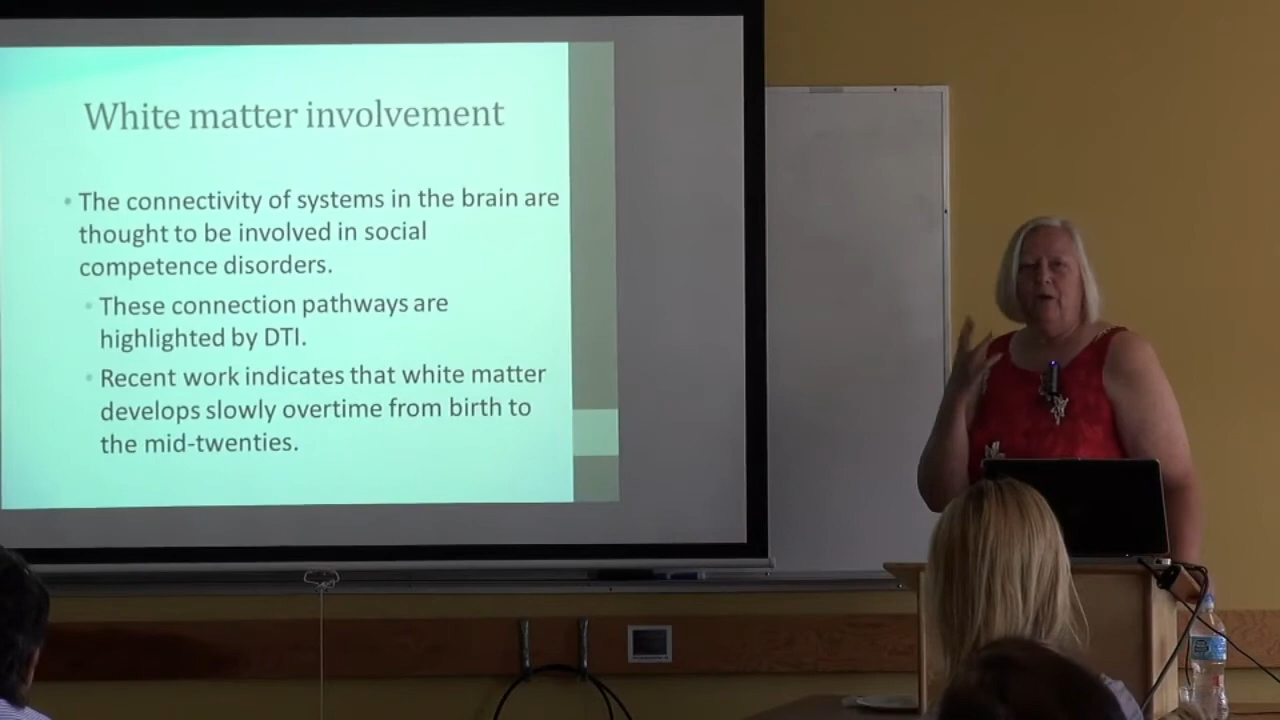 White matter involvement
• The connectivity of systems in the brain are
thought to be involved in social
competence disorders.
• These connection pathways are
highlighted by DTI.
• Recent work indicates that white matter
develops slowly overtime from birth to
the mid-twenties.